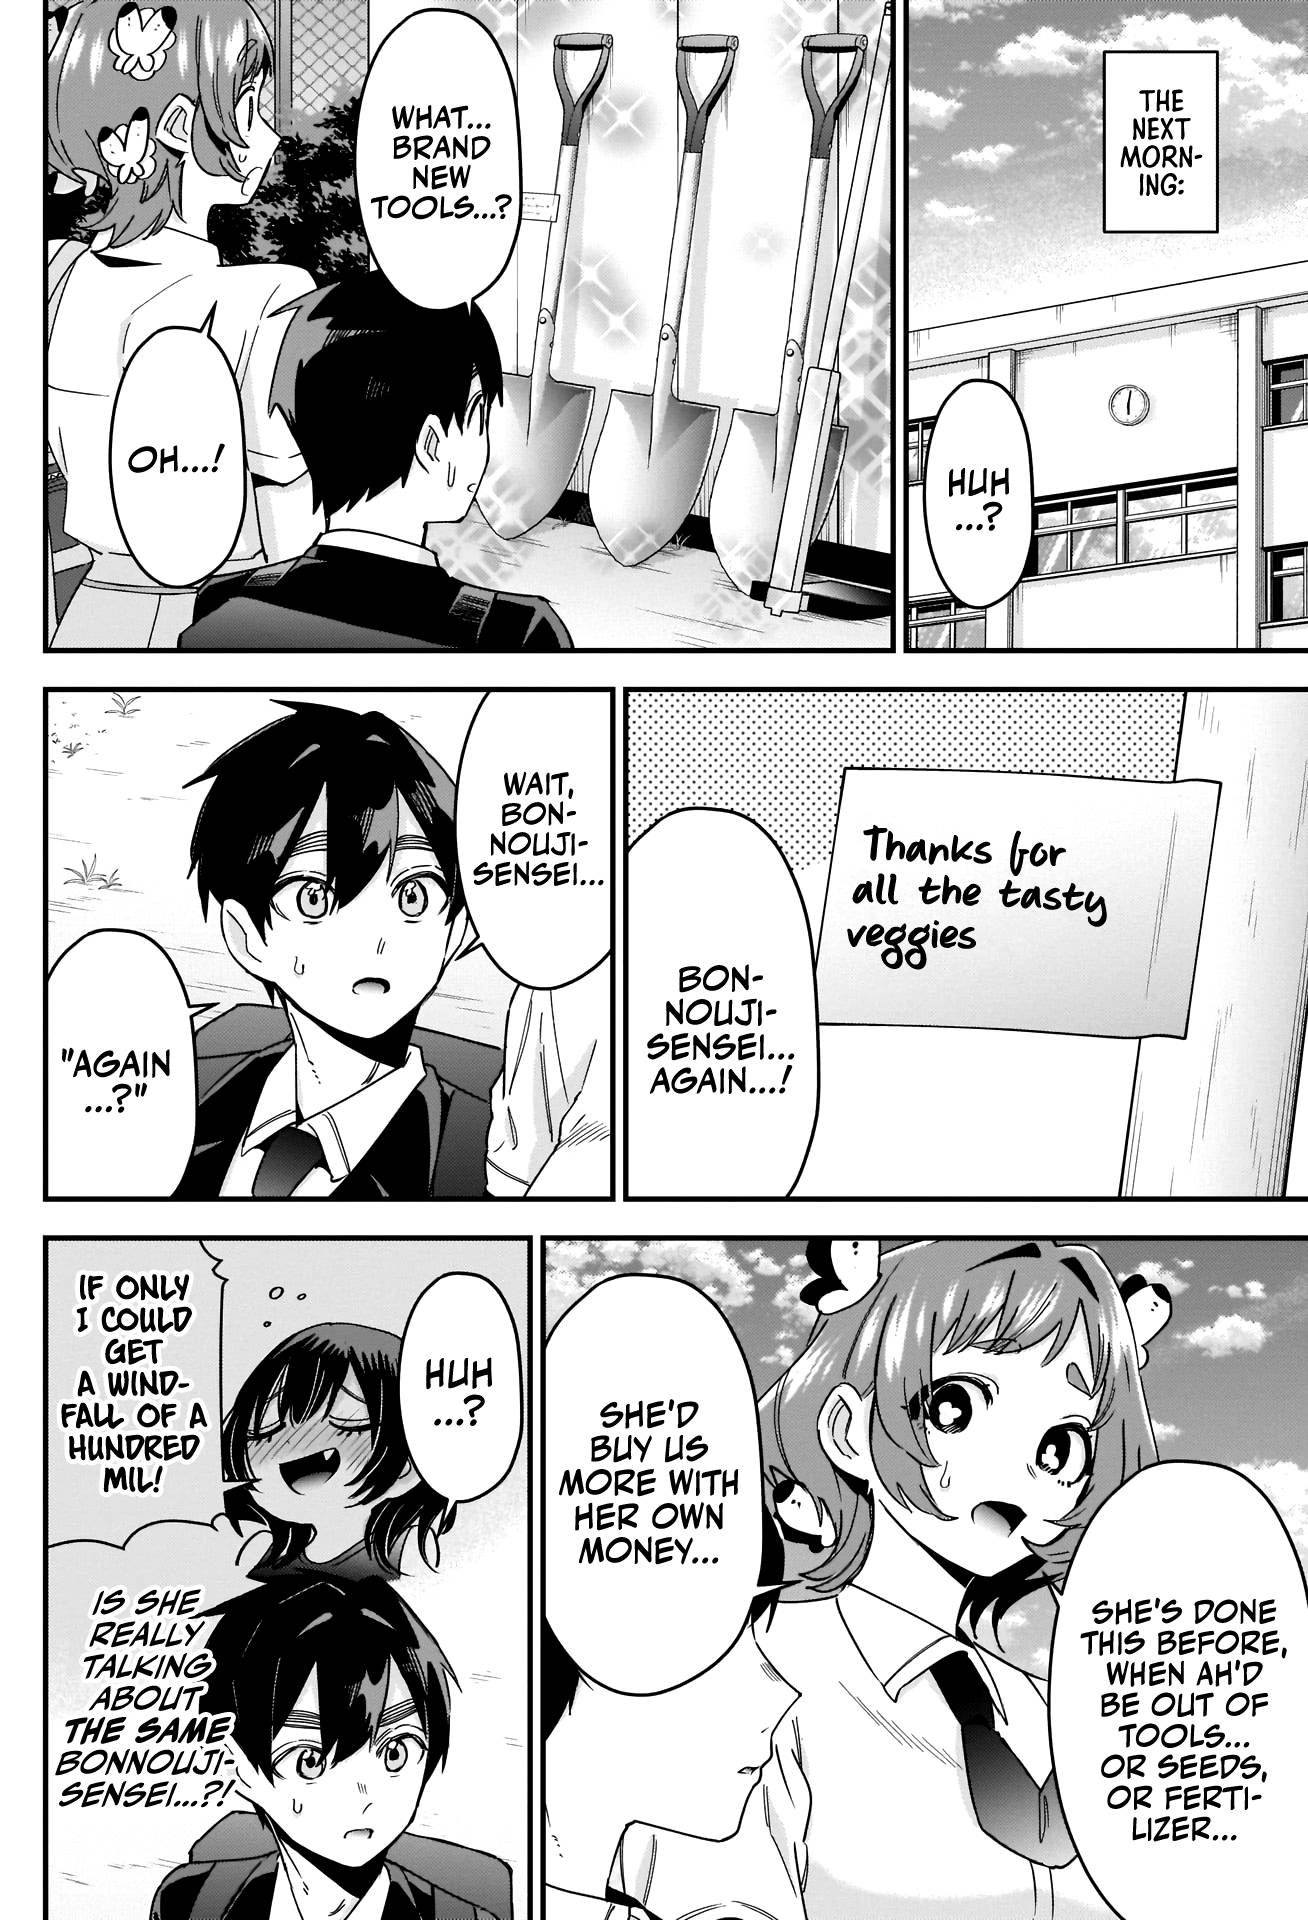 THE
NEXT
MORN-
ING:
HUH
...?
WHAT...
BRAND
NEW
TOOLS...?
OH...!
Thanks for
all the tasty
veggies
BON-
NOUJI-
SENSEI...
AGAIN...!
WAIT,
BON-
NOUJI-
SENSEI...
"AGAIN
...?"
SHE'S DONE
THIS BEFORE,
WHEN AH'D
BE OUT OF
TOOLS...
OR SEEDS,
OR FERTI-
LIZER...
SHE'D
BUY US
MORE WITH
HER OWN
MONEY...
HUH
...?
IF ONLY
I COULD
GET
A WIND-
FALL OF A
HUNDRED
MIL!
IS SHE
REALLY
TALKING
ABOUT
THE SAME
BONNOUJI-
SENSEI...?!